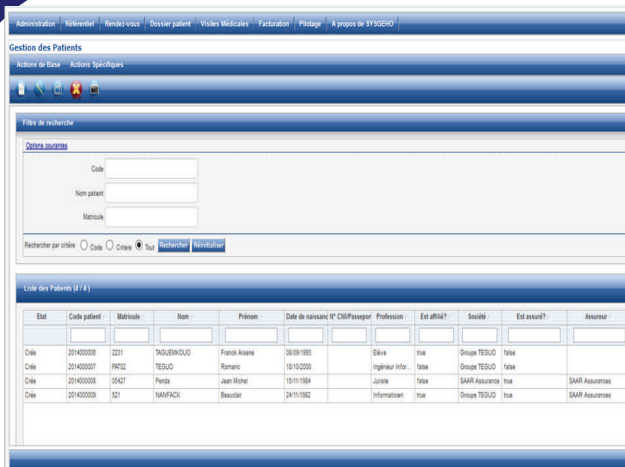 Administration Référentiel Rendez-vous Dossier patient Visites Médicales Facturation Pilotage A propos de SYSGEHO
Gestion des Patients
Actions de Base Actions Spécifiques
Filtre de recherche
Options courantes
Code
Nom patient
Matricule
Rechercher par critère Code Critere Tout Rechercher Réinitialiser
Liste des Patients (4 / 4 )
Etat Code patient Matricule Nom Prénom Date de naissanc N° CNI/Passepor Profession Est affilié? Société Est assuré? Assureur
Crée 2014000006 2231 TAGUEMKOUO Franck Arsene 08/09/1993 Elève true Groupe TEGUO false
Crée 2014000007 PAT02 TEGUO Romaric 18/10/2000 Ingénieur Infor... false Groupe TEGUO false
Crée 2014000008 05427 Penda Jean Michel 15/11/1984 Juriste false SAAR Assurance true SAAR Assurances
Crée 2014000009 521 NANFACK Beauclair 24/11/1982 Informaticien true Groupe TEGUO true SAAR Assurances